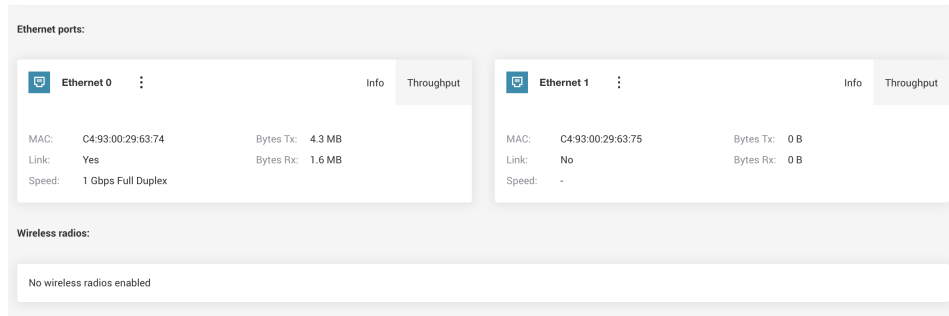 Ethernet ports:
Ethernet 0
Info
Throughput
MAC: C4:93:00:29:63:74
Bytes Tx: 4.3 MB
Link: Yes
Bytes Rx: 1.6 MB
Speed: 1 Gbps Full Duplex
Ethernet 1
Info
Throughput
MAC: C4:93:00:29:63:75
Bytes Tx: 0 B
Link: No
Bytes Rx: 0 B
Speed: -
Wireless radios:
No wireless radios enabled